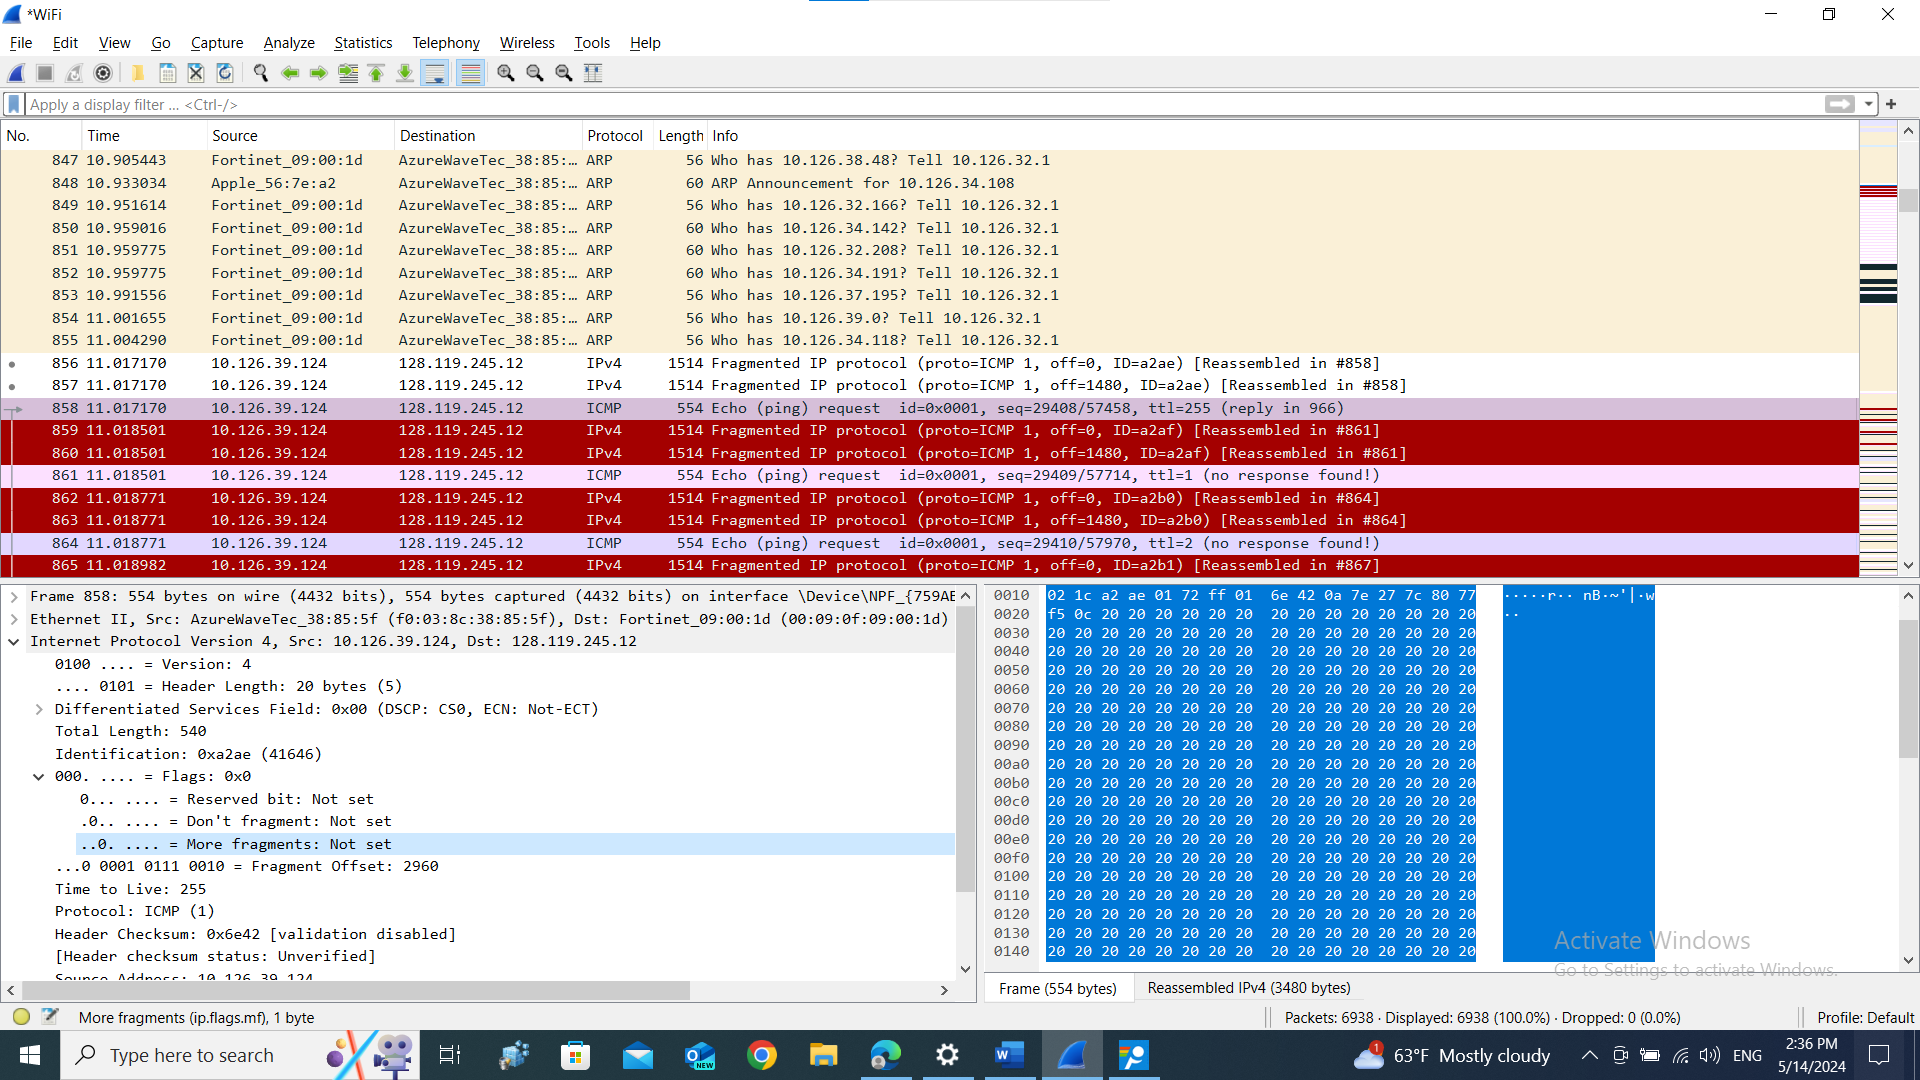 *WiFi
File Edit View Go Capture Analyze Statistics Telephony Wireless Tools Help
Apply a display filter ... <Ctrl-/>
No. Time Source Destination Protocol Length Info
847 10.905443 Fortinet_09:00:1d AzureWaveTec_38:85:… ARP 56 Who has 10.126.38.48? Tell 10.126.32.1
848 10.933034 Apple_56:7e:a2 AzureWaveTec_38:85:… ARP 60 ARP Announcement for 10.126.34.108
849 10.951614 Fortinet_09:00:1d AzureWaveTec_38:85:… ARP 56 Who has 10.126.32.166? Tell 10.126.32.1
850 10.959016 Fortinet_09:00:1d AzureWaveTec_38:85:… ARP 60 Who has 10.126.34.142? Tell 10.126.32.1
851 10.959775 Fortinet_09:00:1d AzureWaveTec_38:85:… ARP 60 Who has 10.126.32.208? Tell 10.126.32.1
852 10.959775 Fortinet_09:00:1d AzureWaveTec_38:85:… ARP 60 Who has 10.126.34.191? Tell 10.126.32.1
853 10.991556 Fortinet_09:00:1d AzureWaveTec_38:85:… ARP 56 Who has 10.126.37.195? Tell 10.126.32.1
854 11.001655 Fortinet_09:00:1d AzureWaveTec_38:85:… ARP 56 Who has 10.126.39.0? Tell 10.126.32.1
855 11.004290 Fortinet_09:00:1d AzureWaveTec_38:85:… ARP 56 Who has 10.126.34.118? Tell 10.126.32.1
856 11.017170 10.126.39.124 128.119.245.12 IPv4 1514 Fragmented IP protocol (proto=ICMP 1, off=0, ID=a2ae) [Reassembled in #858]
857 11.017170 10.126.39.124 128.119.245.12 IPv4 1514 Fragmented IP protocol (proto=ICMP 1, off=1480, ID=a2ae) [Reassembled in #858]
858 11.017170 10.126.39.124 128.119.245.12 ICMP 554 Echo (ping) request id=0x0001, seq=29408/57458, ttl=255 (reply in 966)
859 11.018501 10.126.39.124 128.119.245.12 IPv4 1514 Fragmented IP protocol (proto=ICMP 1, off=0, ID=a2af) [Reassembled in #861]
860 11.018501 10.126.39.124 128.119.245.12 IPv4 1514 Fragmented IP protocol (proto=ICMP 1, off=1480, ID=a2af) [Reassembled in #861]
861 11.018501 10.126.39.124 128.119.245.12 ICMP 554 Echo (ping) request id=0x0001, seq=29409/57714, ttl=1 (no response found!)
862 11.018771 10.126.39.124 128.119.245.12 IPv4 1514 Fragmented IP protocol (proto=ICMP 1, off=0, ID=a2b0) [Reassembled in #864]
863 11.018771 10.126.39.124 128.119.245.12 IPv4 1514 Fragmented IP protocol (proto=ICMP 1, off=1480, ID=a2b0) [Reassembled in #864]
864 11.018771 10.126.39.124 128.119.245.12 ICMP 554 Echo (ping) request id=0x0001, seq=29410/57970, ttl=2 (no response found!)
865 11.018982 10.126.39.124 128.119.245.12 IPv4 1514 Fragmented IP protocol (proto=ICMP 1, off=0, ID=a2b1) [Reassembled in #867]
Frame 858: 554 bytes on wire (4432 bits), 554 bytes captured (4432 bits) on interface \Device\NPF_{759AE
Ethernet II, Src: AzureWaveTec_38:85:5f (f0:03:8c:38:85:5f), Dst: Fortinet_09:00:1d (00:09:0f:09:00:1d)
Internet Protocol Version 4, Src: 10.126.39.124, Dst: 128.119.245.12
0100 .... = Version: 4
.... 0101 = Header Length: 20 bytes (5)
Differentiated Services Field: 0x00 (DSCP: CS0, ECN: Not-ECT)
Total Length: 540
Identification: 0xa2ae (41646)
000. .... = Flags: 0x0
0... .... = Reserved bit: Not set
.0.. .... = Don't fragment: Not set
..0. .... = More fragments: Not set
...0 0001 0111 0010 = Fragment Offset: 2960
Time to Live: 255
Protocol: ICMP (1)
Header Checksum: 0x6e42 [validation disabled]
[Header checksum status: Unverified]
Source Address: 10.126.39.124
0010 02 1c a2 ae 01 72 ff 01 6e 42 0a 7e 27 7c 80 77 ·····r·· nB·~'|·w
0020 f5 0c 20 20 20 20 20 20 20 20 20 20 20 20 20 20 ··
0030 20 20 20 20 20 20 20 20 20 20 20 20 20 20 20 20
0040 20 20 20 20 20 20 20 20 20 20 20 20 20 20 20 20
0050 20 20 20 20 20 20 20 20 20 20 20 20 20 20 20 20
0060 20 20 20 20 20 20 20 20 20 20 20 20 20 20 20 20
0070 20 20 20 20 20 20 20 20 20 20 20 20 20 20 20 20
0080 20 20 20 20 20 20 20 20 20 20 20 20 20 20 20 20
0090 20 20 20 20 20 20 20 20 20 20 20 20 20 20 20 20
00a0 20 20 20 20 20 20 20 20 20 20 20 20 20 20 20 20
00b0 20 20 20 20 20 20 20 20 20 20 20 20 20 20 20 20
00c0 20 20 20 20 20 20 20 20 20 20 20 20 20 20 20 20
00d0 20 20 20 20 20 20 20 20 20 20 20 20 20 20 20 20
00e0 20 20 20 20 20 20 20 20 20 20 20 20 20 20 20 20
00f0 20 20 20 20 20 20 20 20 20 20 20 20 20 20 20 20
0100 20 20 20 20 20 20 20 20 20 20 20 20 20 20 20 20
0110 20 20 20 20 20 20 20 20 20 20 20 20 20 20 20 20
0120 20 20 20 20 20 20 20 20 20 20 20 20 20 20 20 20
0130 20 20 20 20 20 20 20 20 20 20 20 20 20 20 20 20
0140 20 20 20 20 20 20 20 20 20 20 20 20 20 20 20 20
Activate Windows
Go to Settings to activate Windows.
Frame (554 bytes) Reassembled IPv4 (3480 bytes)
More fragments (ip.flags.mf), 1 byte
Packets: 6938 · Displayed: 6938 (100.0%) · Dropped: 0 (0.0%)
Profile: Default
Type here to search
NEW
1
63°F Mostly cloudy
ENG
2:36 PM
5/14/2024